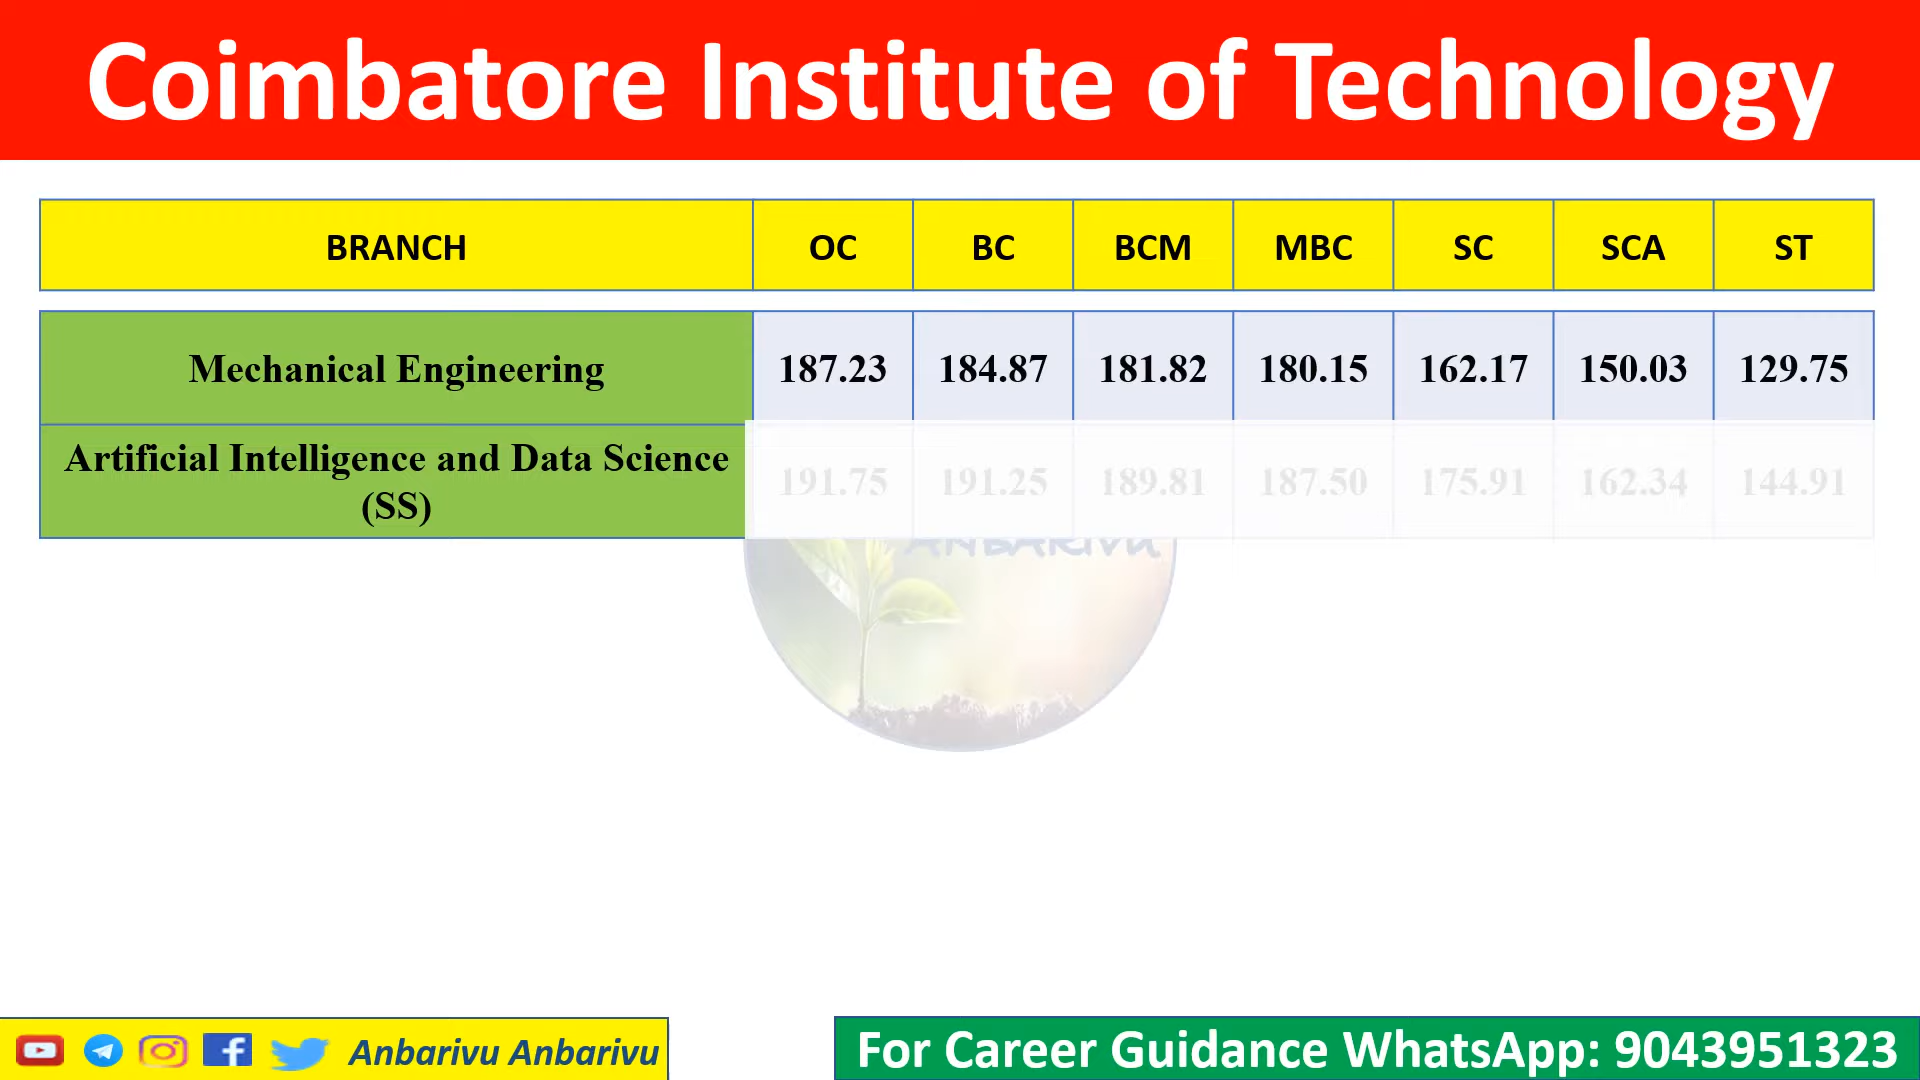 Coimbatore Institute of Technology
BRANCH OC BC BCM MBC SC SCA ST
Mechanical Engineering 187.23 184.87 181.82 180.15 162.17 150.03 129.75
Artificial Intelligence and Data Science
(SS) 191.75 191.25 189.81 187.50 175.91 162.34 144.91
ANBARIVU
Anbarivu Anbarivu
For Career Guidance WhatsApp: 9043951323